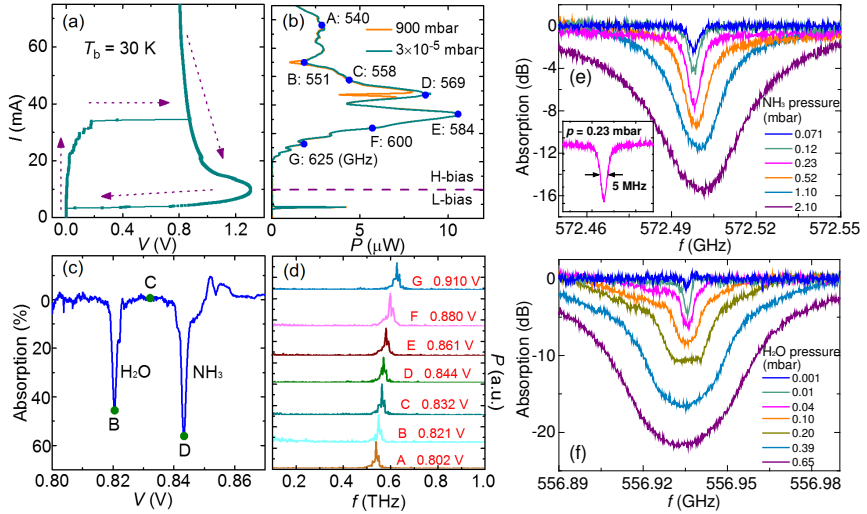 (a)
T_b = 30 K
I (mA)
60
40
20
0
0.0 0.4 0.8 1.2
V (V)
(b)
900 mbar
3×10⁻⁵ mbar
A: 540
B: 551
C: 558
D: 569
E: 584
F: 600
G: 625 (GHz)
H-bias
L-bias
0 5 10
P (μW)
(c)
Absorption (%)
0
20
40
60
C
H₂O
NH₃
B
D
0.80 0.82 0.84 0.86
V (V)
(d)
G 0.910 V
F 0.880 V
E 0.861 V
D 0.844 V
C 0.832 V
B 0.821 V
A 0.802 V
P (a.u.)
0.2 0.4 0.6 0.8 1.0
f (THz)
(e)
Absorption (dB)
0
-4
-8
-12
-16
p = 0.23 mbar
5 MHz
NH₃ pressure
(mbar)
0.071
0.12
0.23
0.52
1.10
2.10
572.46 572.49 572.52 572.55
f (GHz)
(f)
Absorption (dB)
0
-10
-20
H₂O pressure
(mbar)
0.001
0.01
0.04
0.10
0.20
0.39
0.65
556.89 556.92 556.95 556.98
f (GHz)